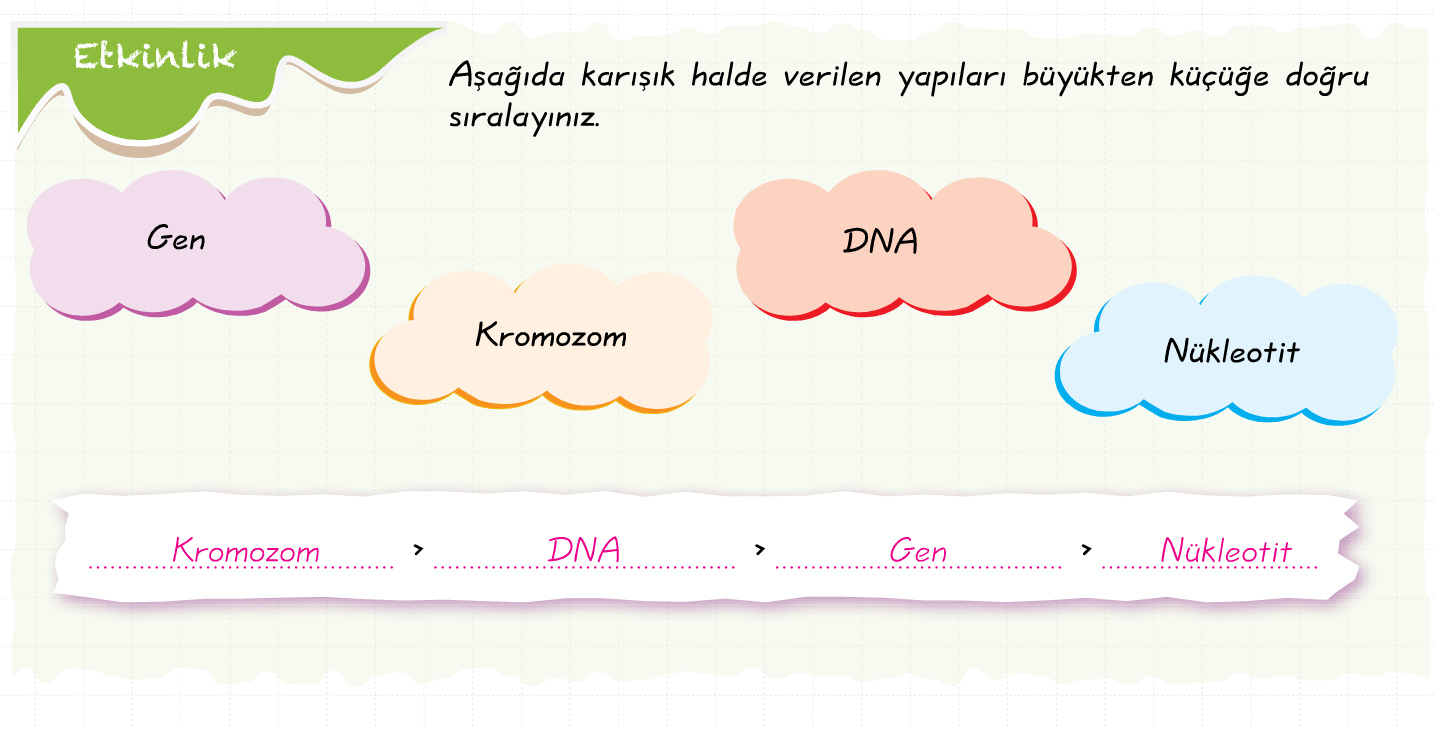 Etkinlik
Aşağıda karışık halde verilen yapıları büyükten küçüğe doğru
sıralayınız.
Gen
DNA
Kromozom
Nükleotit
Kromozom > DNA > Gen > Nükleotit